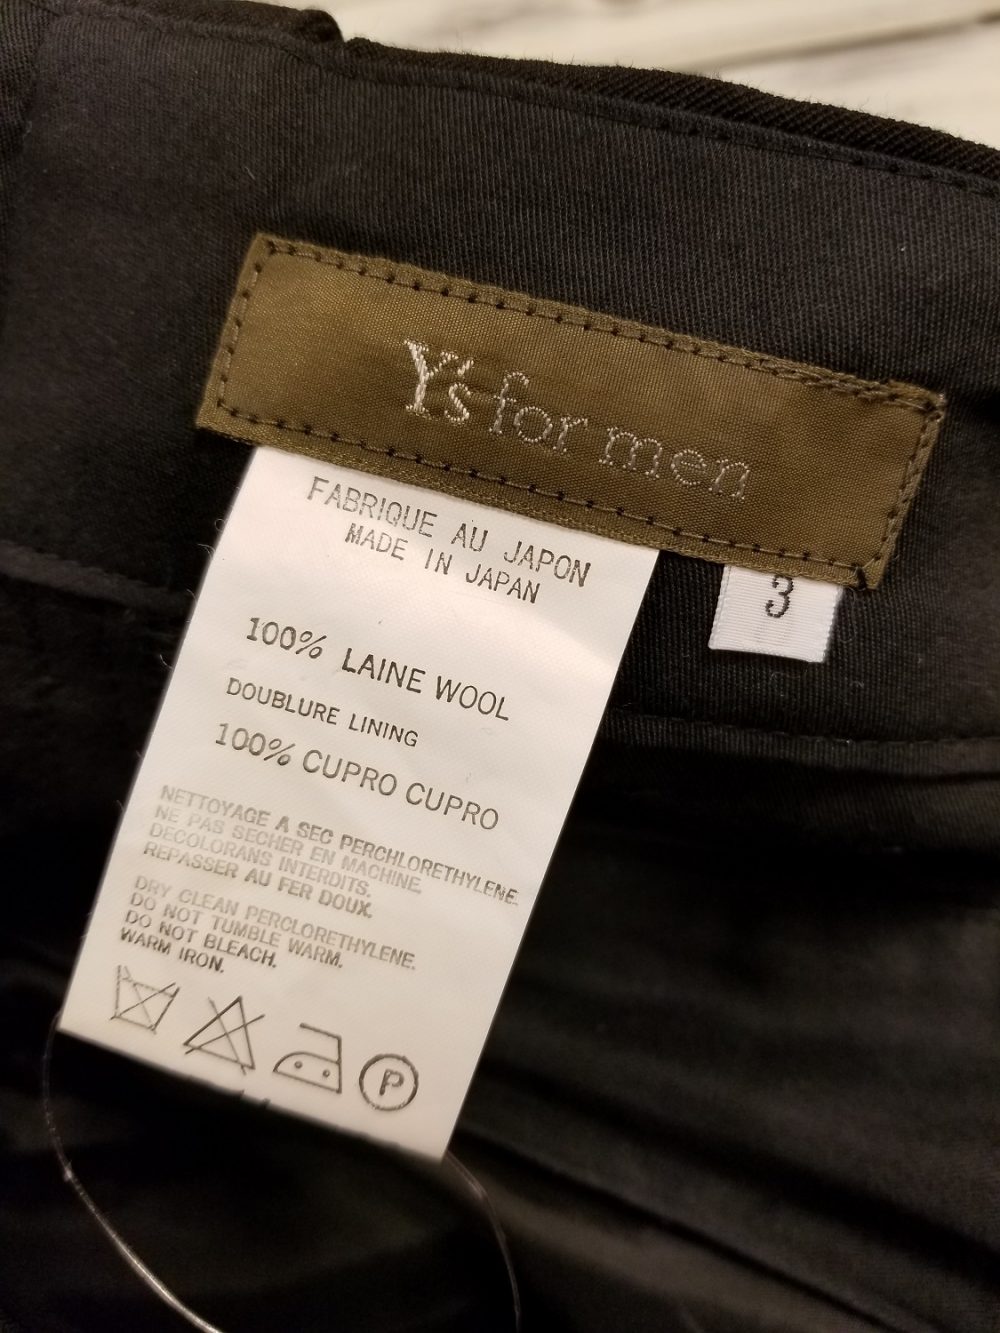 Y's for men
3
FABRIQUE AU JAPON
MADE IN JAPAN
100% LAINE WOOL
DOUBLURE LINING
100% CUPRO CUPRO
NETTOYAGE A SEC PERCHLORETHYLENE.
NE PAS SECHER EN MACHINE.
DECOLORANS INTERDITS.
REPASSER AU FER DOUX.
DRY CLEAN PERCLORETHYLENE.
DO NOT TUMBLE WARM.
DO NOT BLEACH.
WARM IRON.
P